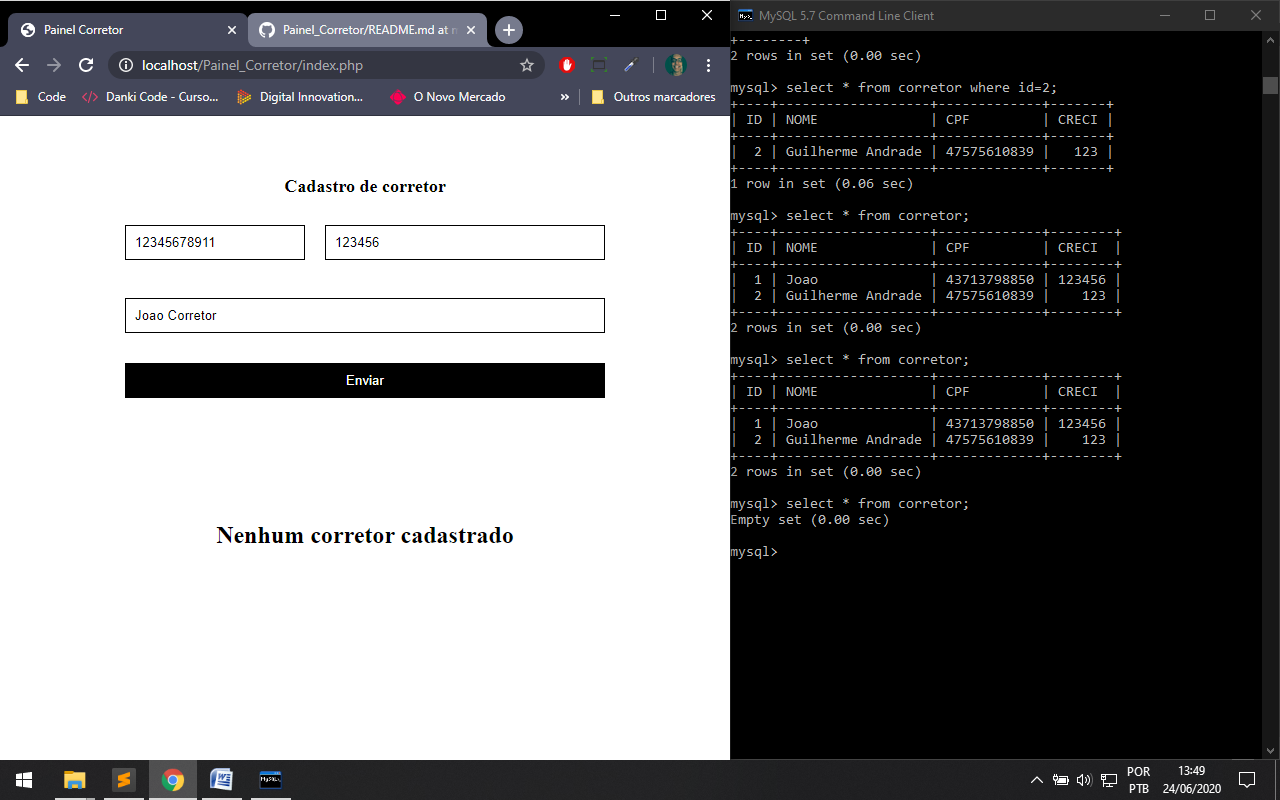 Painel Corretor
Painel_Corretor/README.md at m
localhost/Painel_Corretor/index.php
Code
Danki Code - Curso...
Digital Innovation...
O Novo Mercado
»
Outros marcadores
Cadastro de corretor
12345678911
123456
Joao Corretor
Enviar
Nenhum corretor cadastrado
MySQL 5.7 Command Line Client
+--------+
2 rows in set (0.00 sec)
mysql> select * from corretor where id=2;
+----+-------------------+-------------+-------+
| ID | NOME              | CPF         | CRECI |
+----+-------------------+-------------+-------+
|  2 | Guilherme Andrade | 47575610839 |   123 |
+----+-------------------+-------------+-------+
1 row in set (0.06 sec)
mysql> select * from corretor;
+----+-------------------+-------------+--------+
| ID | NOME              | CPF         | CRECI  |
+----+-------------------+-------------+--------+
|  1 | Joao              | 43713798850 | 123456 |
|  2 | Guilherme Andrade | 47575610839 |    123 |
+----+-------------------+-------------+--------+
2 rows in set (0.00 sec)
mysql> select * from corretor;
+----+-------------------+-------------+--------+
| ID | NOME              | CPF         | CRECI  |
+----+-------------------+-------------+--------+
|  1 | Joao              | 43713798850 | 123456 |
|  2 | Guilherme Andrade | 47575610839 |    123 |
+----+-------------------+-------------+--------+
2 rows in set (0.00 sec)
mysql> select * from corretor;
Empty set (0.00 sec)
mysql>
POR
PTB
13:49
24/06/2020